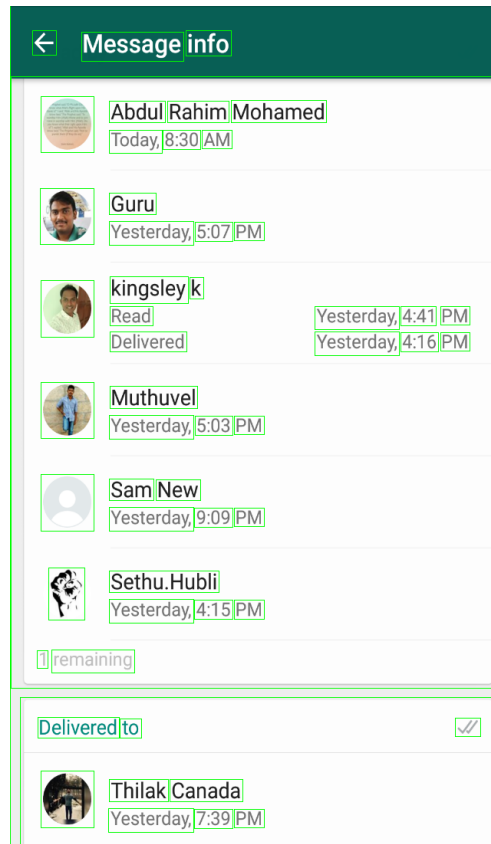 Message info
Abdul Rahim Mohamed
Today, 8:30 AM
Guru
Yesterday, 5:07 PM
kingsley k
Read Yesterday, 4:41 PM
Delivered Yesterday, 4:16 PM
Muthuvel
Yesterday, 5:03 PM
Sam New
Yesterday, 9:09 PM
Sethu.Hubli
Yesterday, 4:15 PM
1 remaining
Delivered to
Thilak Canada
Yesterday, 7:39 PM